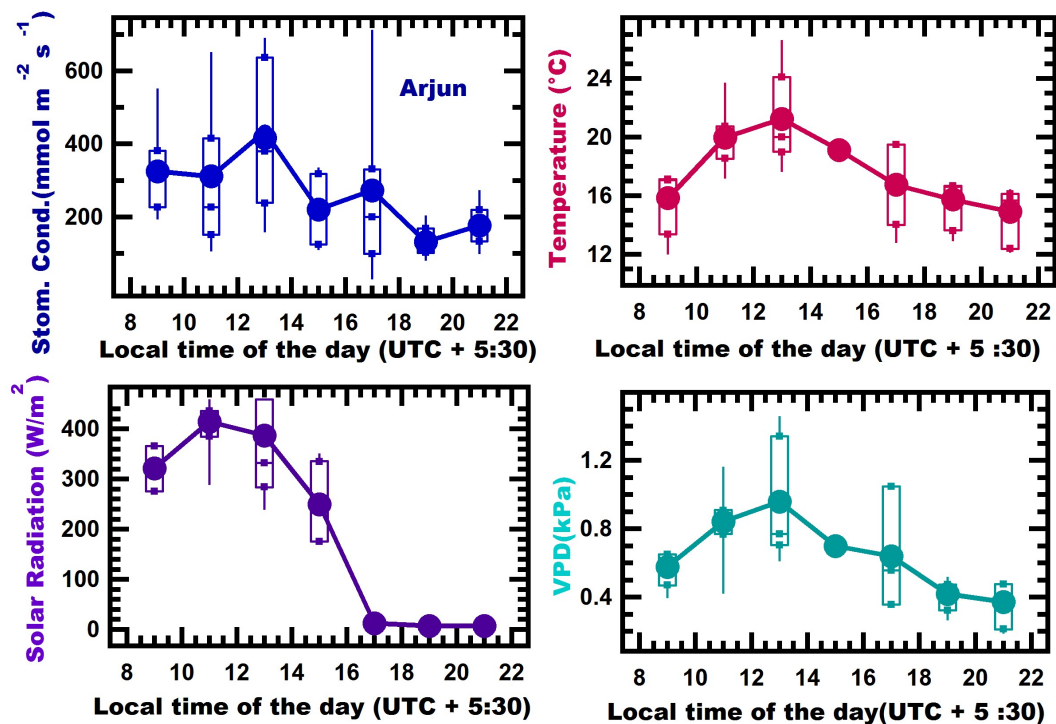 Stom. Cond.(mmol m -2 s -1)
600
400
200
Arjun
8 10 12 14 16 18 20 22
Local time of the day (UTC + 5:30)
Temperature (°C)
24
20
16
12
8 10 12 14 16 18 20 22
Local time of the day (UTC + 5 :30)
Solar Radiation (W/m2 )
400
300
200
100
0
8 10 12 14 16 18 20 22
Local time of the day (UTC + 5:30)
VPD(kPa)
1.2
0.8
0.4
8 10 12 14 16 18 20 22
Local time of the day(UTC + 5 :30)